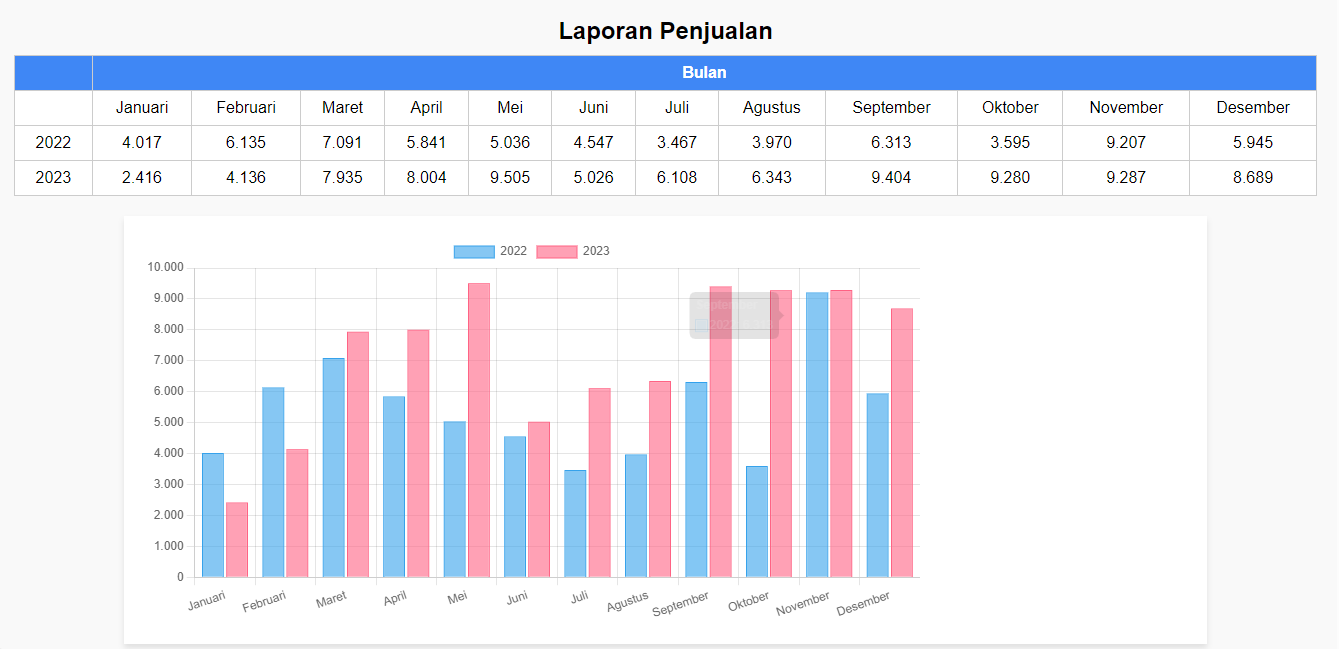 Laporan Penjualan
Bulan
Januari Februari Maret April Mei Juni Juli Agustus September Oktober November Desember
2022 4.017 6.135 7.091 5.841 5.036 4.547 3.467 3.970 6.313 3.595 9.207 5.945
2023 2.416 4.136 7.935 8.004 9.505 5.026 6.108 6.343 9.404 9.280 9.287 8.689
2022 2023
10.000
9.000
8.000
7.000
6.000
5.000
4.000
3.000
2.000
1.000
0
Januari Februari Maret April Mei Juni Juli Agustus September Oktober November Desember